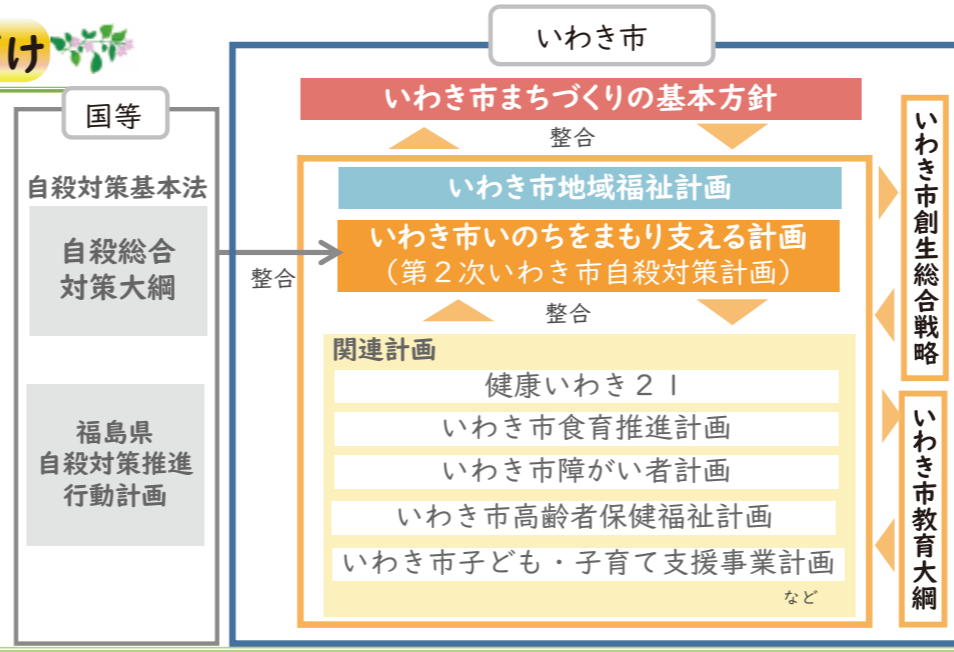 け
国等
自殺対策基本法
自殺総合
対策大綱
福島県
自殺対策推進
行動計画
整合
いわき市
いわき市まちづくりの基本方針
整合
いわき市地域福祉計画
いわき市いのちをまもり支える計画
（第２次いわき市自殺対策計画）
整合
関連計画
健康いわき２１
いわき市食育推進計画
いわき市障がい者計画
いわき市高齢者保健福祉計画
いわき市子ども・子育て支援事業計画
など
いわき市創生総合戦略
いわき市教育大綱